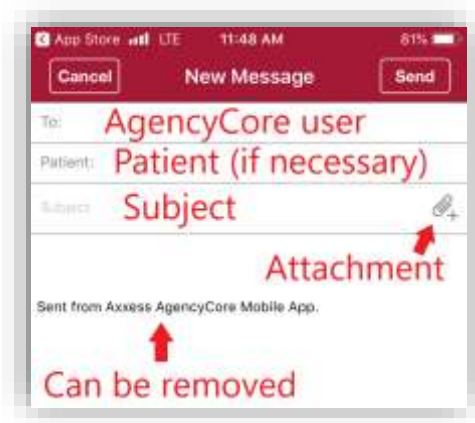 App Store LTE 11:48 AM 81%
Cancel New Message Send
To: AgencyCore user
Patient: Patient (if necessary)
Subject Subject
Attachment
Sent from Axxess AgencyCore Mobile App.
Can be removed